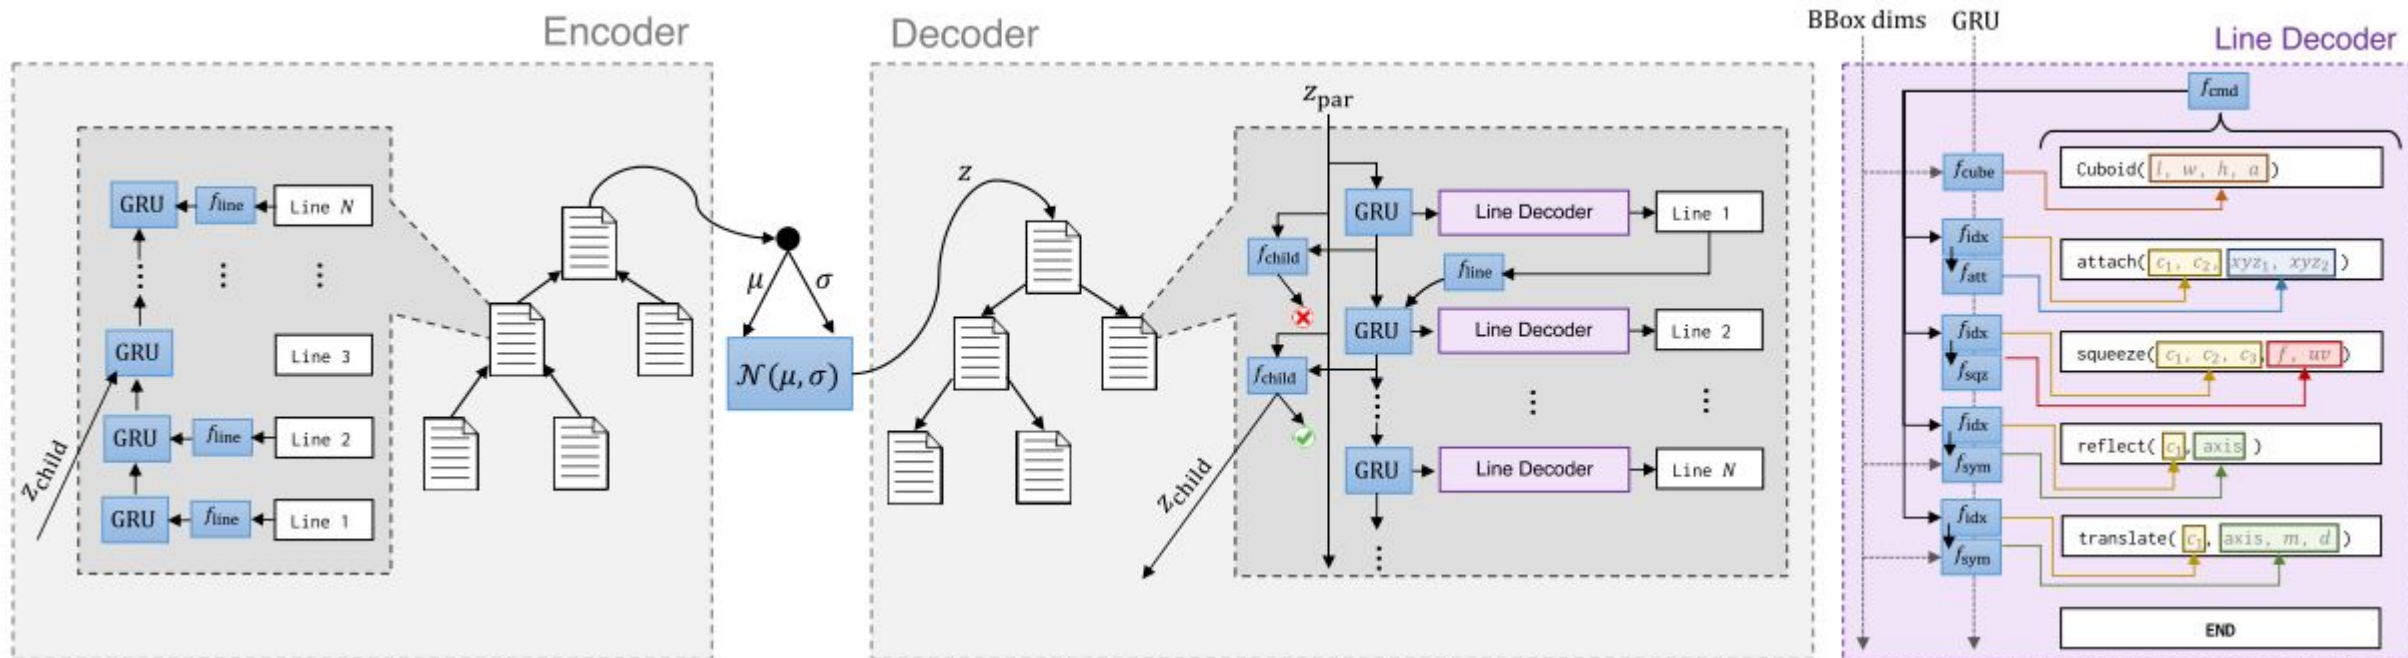 Encoder
GRU
f_line
Line N
GRU
Line 3
GRU
f_line
Line 2
GRU
f_line
Line 1
z_child
μ
σ
𝒩(μ, σ)
Decoder
z
z_par
GRU
Line Decoder
Line 1
f_child
f_line
GRU
Line Decoder
Line 2
f_child
GRU
Line Decoder
Line N
z_child
BBox dims
GRU
Line Decoder
f_cmd
f_cube
Cuboid( l, w, h, a )
f_idx
f_att
attach( c₁, c₂, xyz₁, xyz₂ )
f_idx
f_sqz
squeeze( c₁, c₂, c₃, f, uv )
f_idx
f_sym
reflect( c₁, axis )
f_idx
f_sym
translate( c₁, axis, m, d )
END